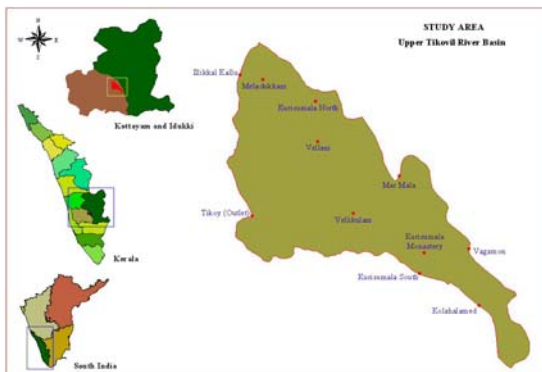 STUDY AREA
Upper Tikovil River Basin
N
W
E
S
Illikkal Kallu
Meladukkam
Kurisumala North
Vellani
Mar Mala
Tikoy (Outlet)
Velikulam
Kurisumala
Monastery
Vagamon
Kurisumala South
Kolahalamed
Kottayam and Idukki
Kerala
South India